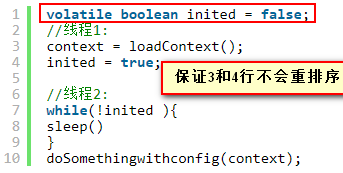 1 volatile boolean inited = false;
2 //线程1:
3 context = loadContext();
4 inited = true;
保证3和4行不会重排序
5
6 //线程2:
7 while(!inited ){
8 sleep()
9 }
10 doSomethingwithconfig(context);